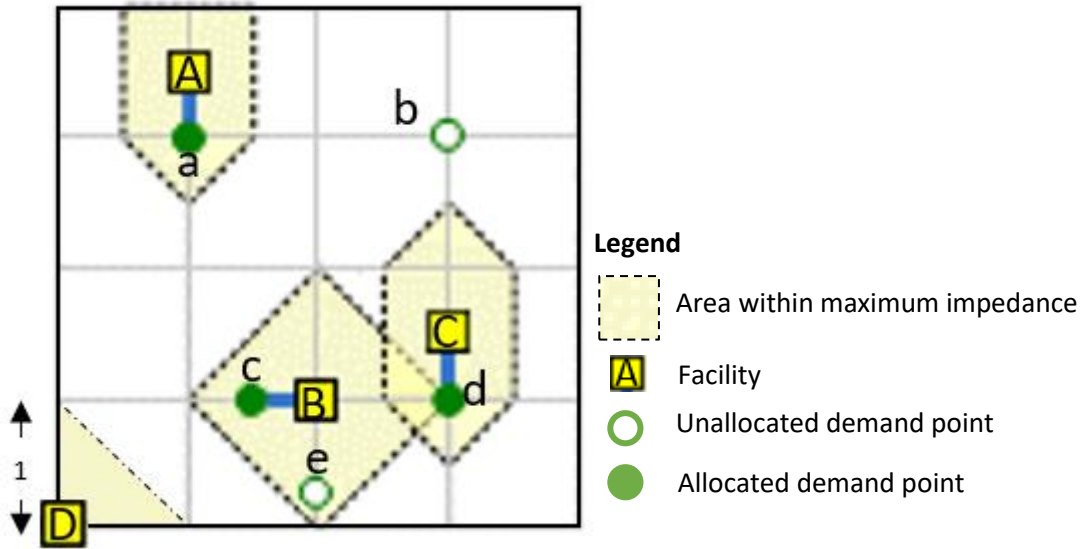 A
b
a
Legend
Area within maximum impedance
C
c
B
d
A Facility
Unallocated demand point
e
1
Allocated demand point
D